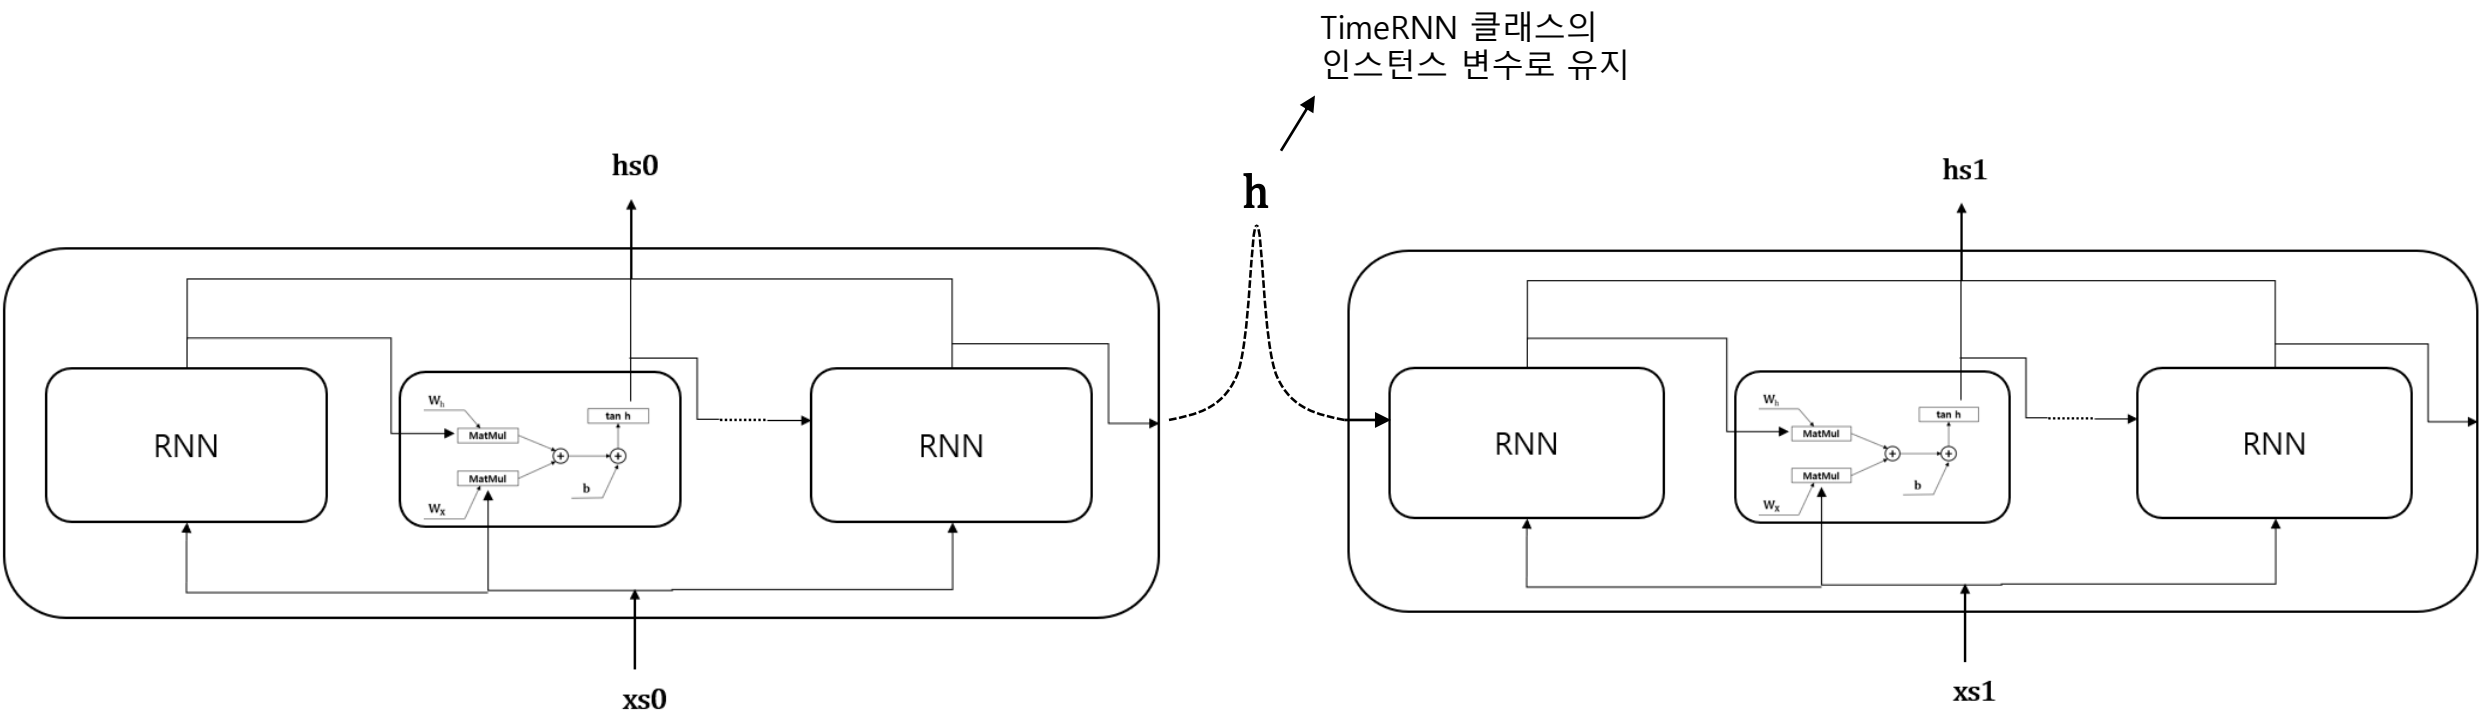 TimeRNN 클래스의
인스턴스 변수로 유지
h
hs0
RNN
Wh
MatMul
tan h
MatMul
b
Wx
RNN
xs0
hs1
RNN
Wh
MatMul
tan h
MatMul
b
Wx
RNN
xs1